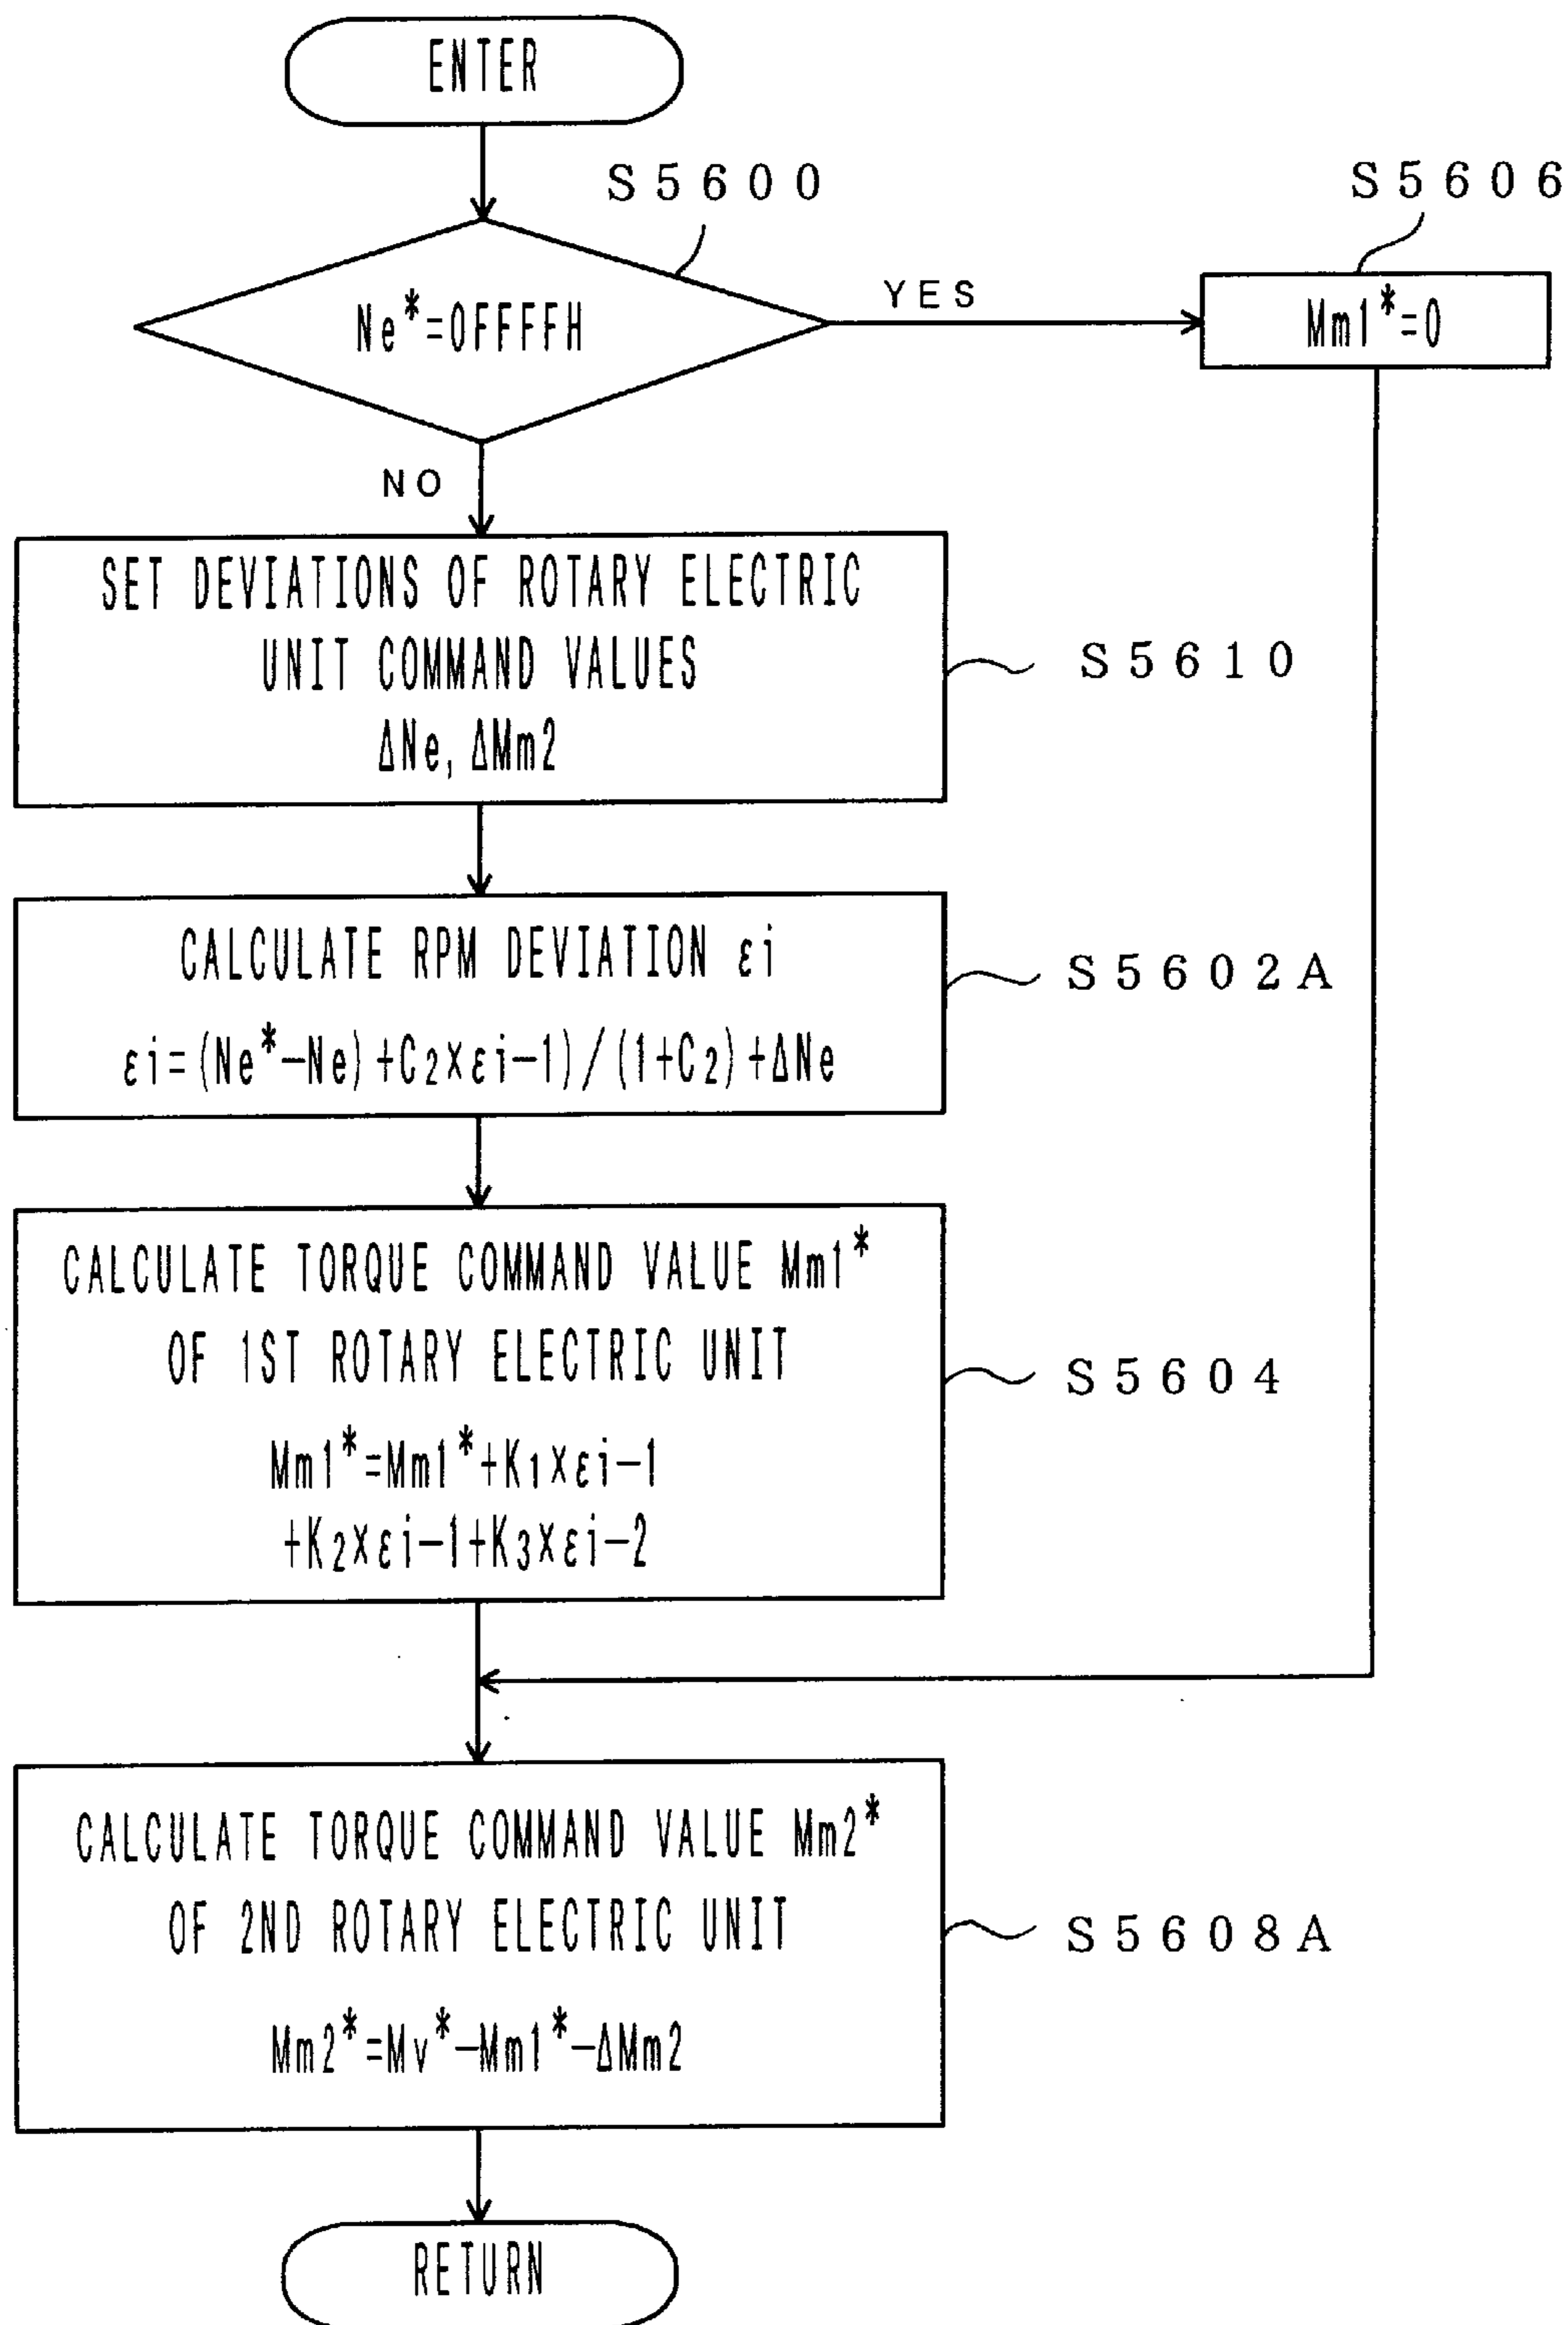 ENTER
S5600
S5606
Ne*=0FFFFH
YES
Mm1*=0
NO
SET DEVIATIONS OF ROTARY ELECTRIC
UNIT COMMAND VALUES
ΔNe, ΔMm2
S5610
CALCULATE RPM DEVIATION εi
εi=(Ne*−Ne)+C2×εi−1)/(1+C2)+ΔNe
S5602A
CALCULATE TORQUE COMMAND VALUE Mm1*
OF 1ST ROTARY ELECTRIC UNIT
Mm1*=Mm1*+K1×εi−1
+K2×εi−1+K3×εi−2
S5604
CALCULATE TORQUE COMMAND VALUE Mm2*
OF 2ND ROTARY ELECTRIC UNIT
Mm2*=Mv*−Mm1*−ΔMm2
S5608A
RETURN